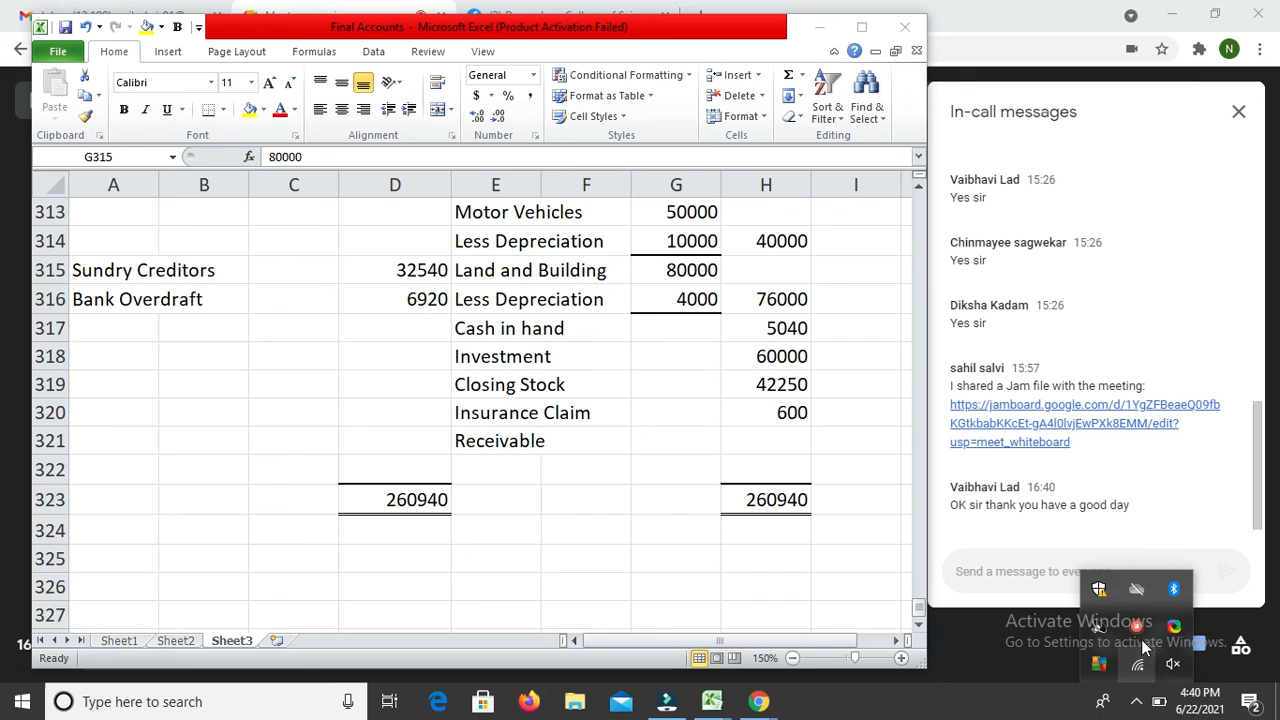 Final Accounts - Microsoft Excel (Product Activation Failed)
File Home Insert Page Layout Formulas Data Review View
Paste
Clipboard
Calibri 11
B I U A
Font
Alignment
General
$ % ,
Number
Conditional Formatting
Format as Table
Cell Styles
Styles
Insert
Delete
Format
Cells
Σ
Sort & Filter
Find & Select
Editing
G315 fx 80000
A B C D E F G H I
313 Motor Vehicles 50000
314 Less Depreciation 10000 40000
315 Sundry Creditors 32540 Land and Building 80000
316 Bank Overdraft 6920 Less Depreciation 4000 76000
317 Cash in hand 5040
318 Investment 60000
319 Closing Stock 42250
320 Insurance Claim 600
321 Receivable
322
323 260940 260940
324
325
326
327
16
Sheet1 Sheet2 Sheet3
Ready 150%
N
In-call messages
Vaibhavi Lad 15:26
Yes sir
Chinmayee sagwekar 15:26
Yes sir
Diksha Kadam 15:26
Yes sir
sahil salvi 15:57
I shared a Jam file with the meeting:
https://jamboard.google.com/d/1YgZFBeaeQ09fb
KGtkbabKKcEt-gA4l0lvjEwPXk8EMM/edit?
usp=meet_whiteboard
Vaibhavi Lad 16:40
OK sir thank you have a good day
Send a message to everyone
Activate Windows
Go to Settings to activate Windows.
Type here to search
4:40 PM
6/22/2021
2